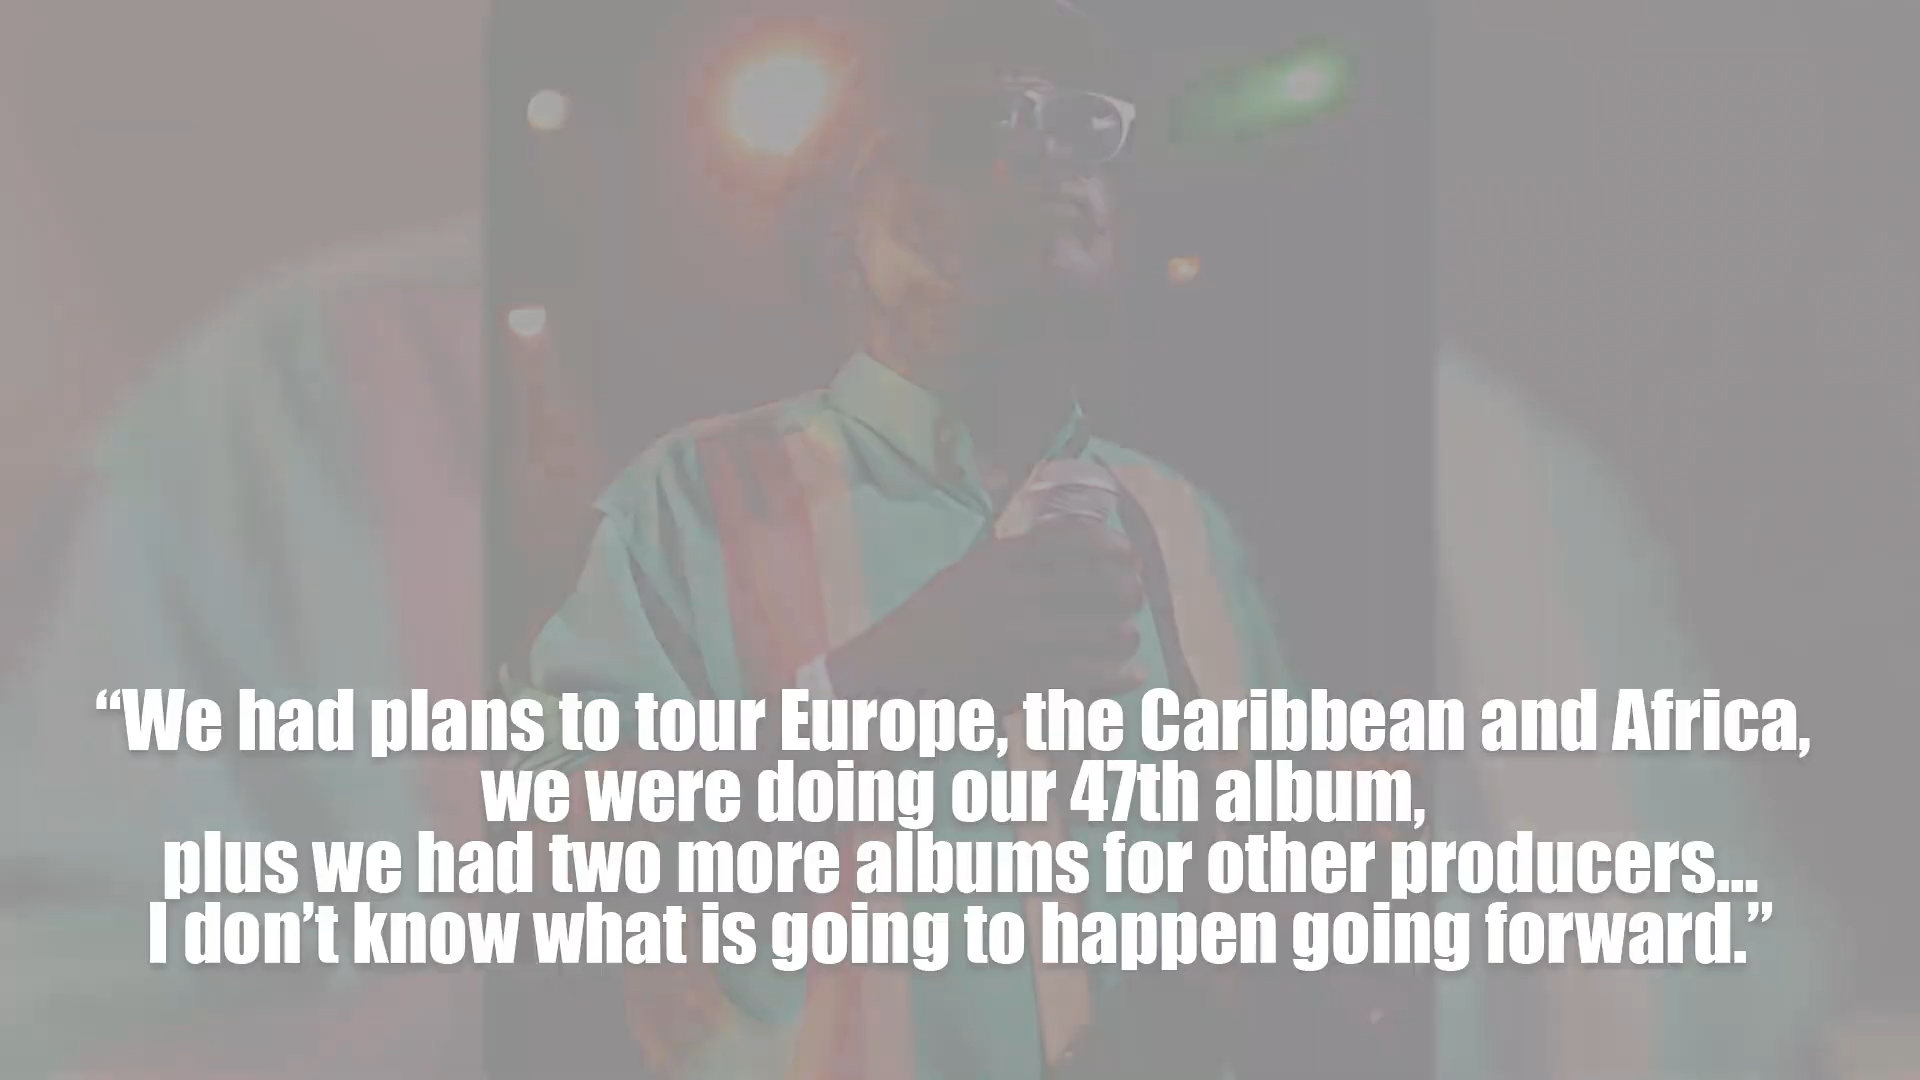 “We had plans to tour Europe, the Caribbean and Africa,
we were doing our 47th album,
plus we had two more albums for other producers...
I don’t know what is going to happen going forward.”